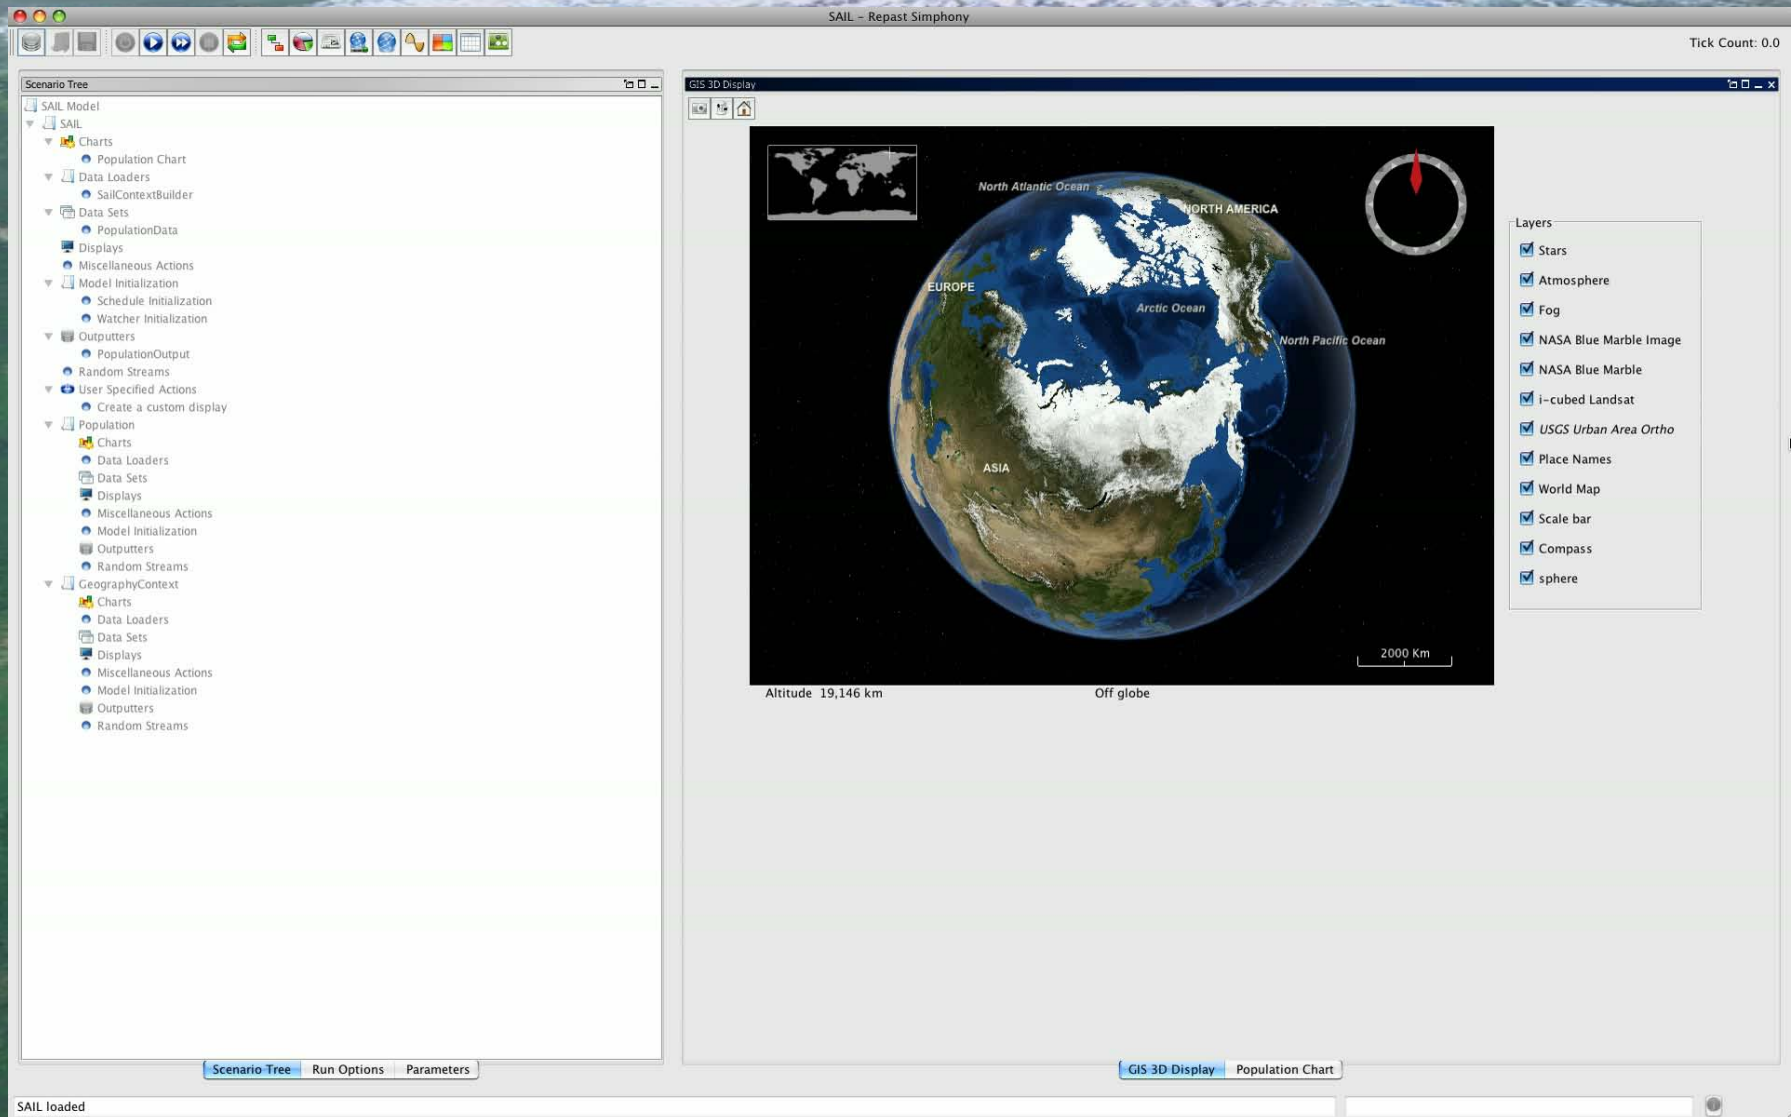 SAIL - Repast Simphony
Tick Count: 0.0
Scenario Tree
SAIL Model
SAIL
Charts
Population Chart
Data Loaders
SailContextBuilder
Data Sets
PopulationData
Displays
Miscellaneous Actions
Model Initialization
Schedule Initialization
Watcher Initialization
Outputters
PopulationOutput
Random Streams
User Specified Actions
Create a custom display
Population
Charts
Data Loaders
Data Sets
Displays
Miscellaneous Actions
Model Initialization
Outputters
Random Streams
GeographyContext
Charts
Data Loaders
Data Sets
Displays
Miscellaneous Actions
Model Initialization
Outputters
Random Streams
Scenario Tree
Run Options
Parameters
GIS 3D Display
North Atlantic Ocean
NORTH AMERICA
EUROPE
Arctic Ocean
North Pacific Ocean
ASIA
2000 Km
Altitude 19,146 km
Off globe
Layers
Stars
Atmosphere
Fog
NASA Blue Marble Image
NASA Blue Marble
i-cubed Landsat
USGS Urban Area Ortho
Place Names
World Map
Scale bar
Compass
sphere
GIS 3D Display
Population Chart
SAIL loaded